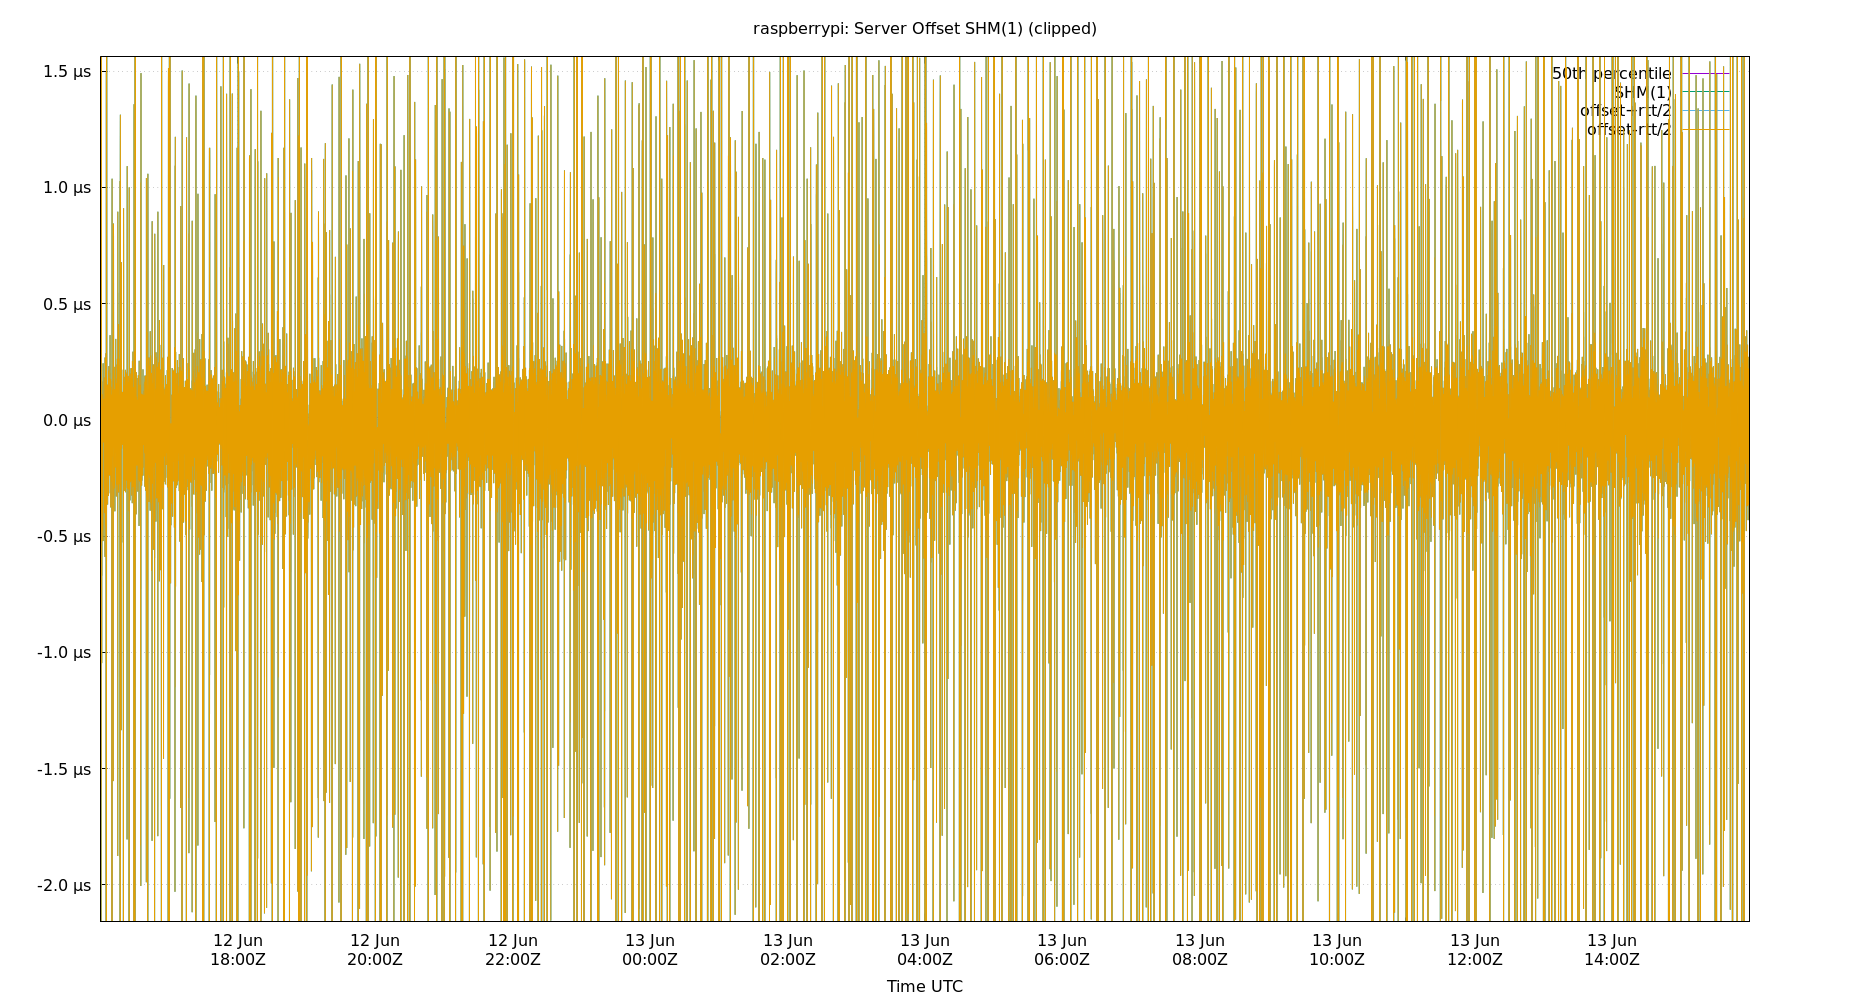 raspberrypi: Server Offset SHM(1) (clipped)
1.5 µs
1.0 µs
0.5 µs
0.0 µs
-0.5 µs
-1.0 µs
-1.5 µs
-2.0 µs
50th percentile
SHM(1)
offset+rtt/2
offset-rtt/2
12 Jun 12 Jun 12 Jun 13 Jun 13 Jun 13 Jun 13 Jun 13 Jun 13 Jun 13 Jun 13 Jun
18:00Z 20:00Z 22:00Z 00:00Z 02:00Z 04:00Z 06:00Z 08:00Z 10:00Z 12:00Z 14:00Z
Time UTC